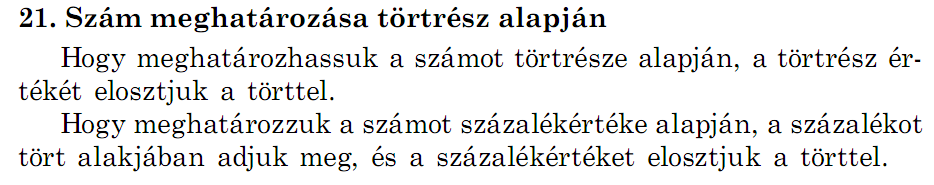 21. Szám meghatározása törtrész alapján
Hogy meghatározhassuk a számot törtrésze alapján, a törtrész ér-
tékét elosztjuk a törttel.
Hogy meghatározzuk a számot százalékértéke alapján, a százalékot
tört alakjában adjuk meg, és a százalékértéket elosztjuk a törttel.